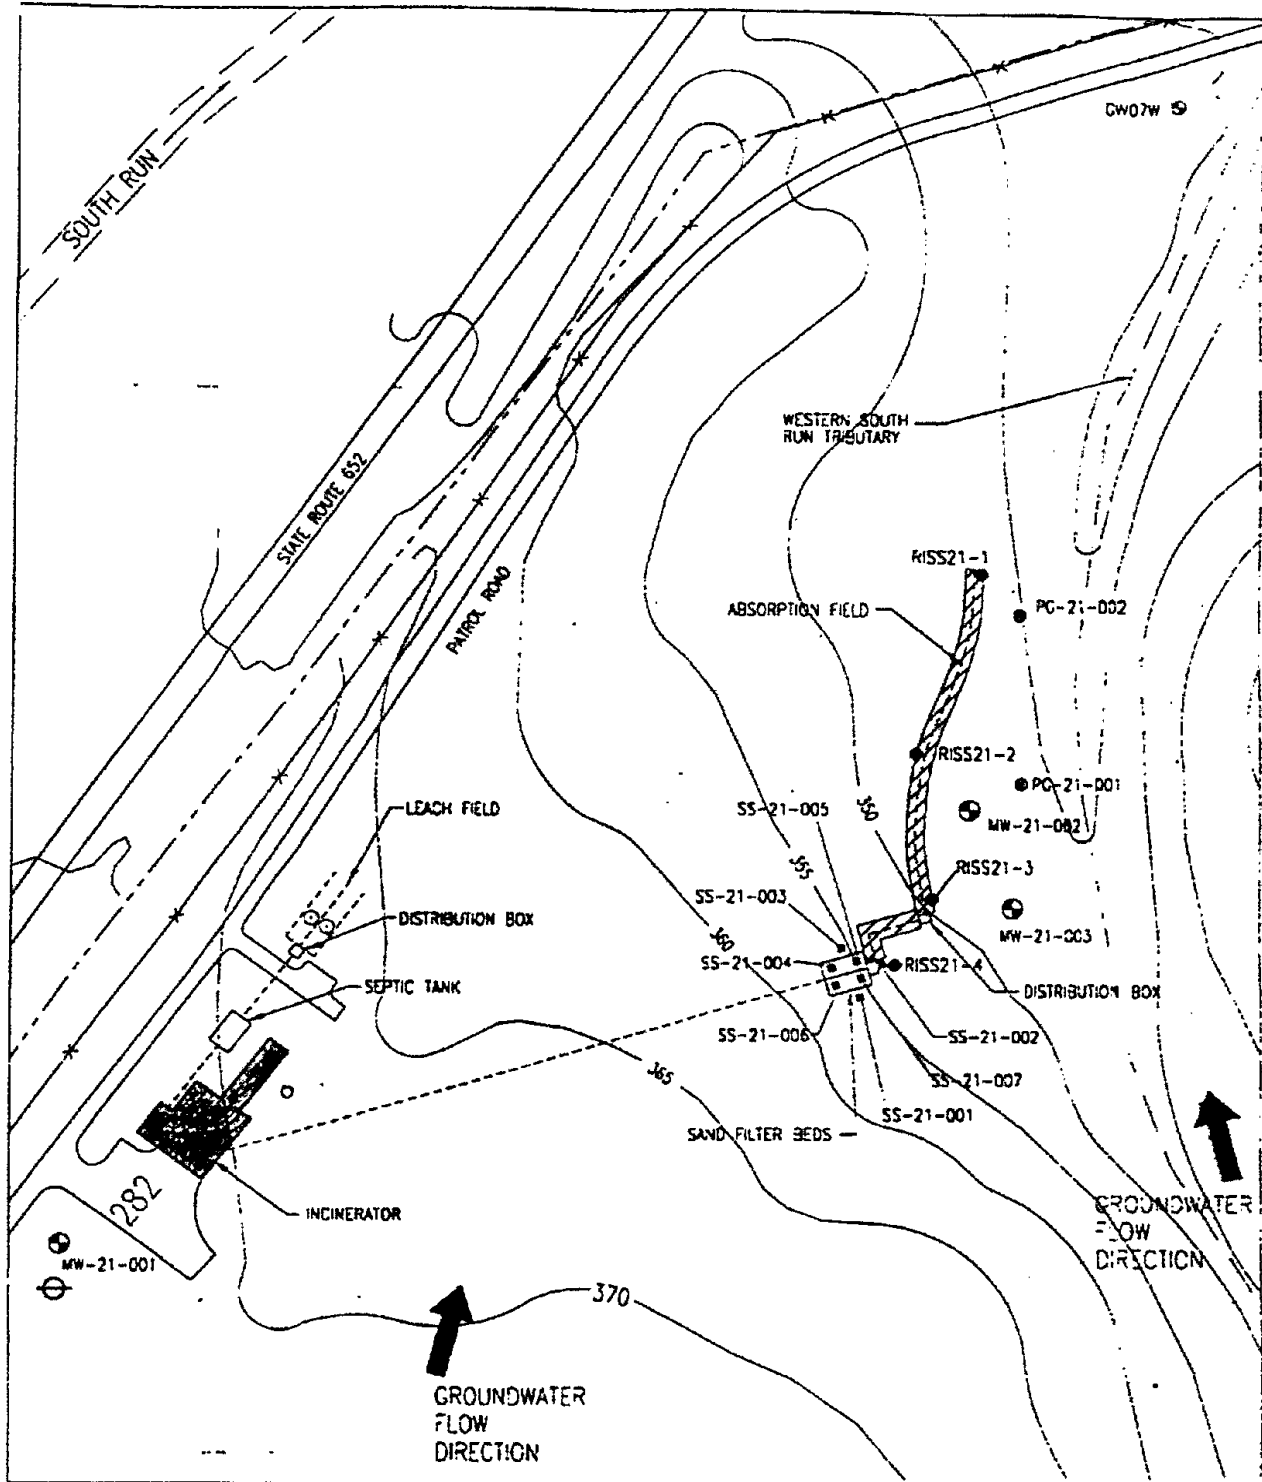 GW07W
SOUTH RUN
WESTERN SOUTH
RUN TRIBUTARY
STATE ROUTE 652
PATROL ROAD
RISS21-1
ABSORPTION FIELD
PC-21-002
RISS21-2
PC-21-001
SS-21-005
350
MW-21-002
LEACH FIELD
355
RISS21-3
SS-21-003
DISTRIBUTION BOX
360
MW-21-003
SS-21-004
RISS21-4
SEPTIC TANK
DISTRIBUTION BOX
SS-21-006
SS-21-002
365
SS-21-007
SS-21-001
SAND FILTER BEDS
282
INCINERATOR
GROUNDWATER
FLOW
DIRECTION
MW-21-001
370
GROUNDWATER
FLOW
DIRECTION